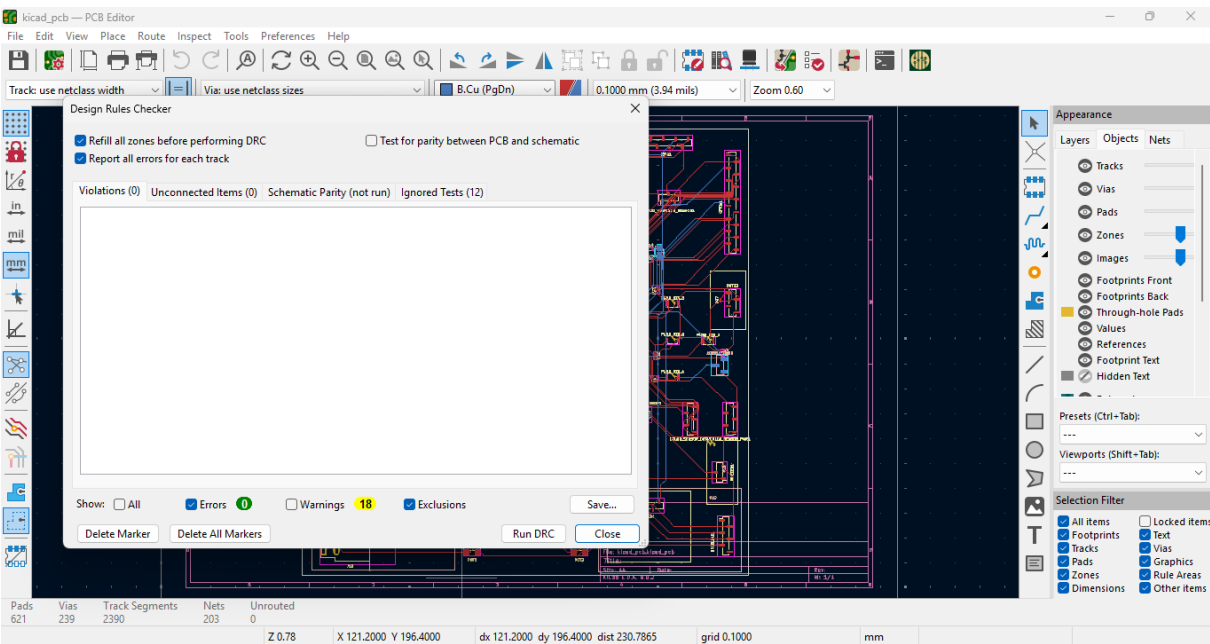 kicad_pcb — PCB Editor
File Edit View Place Route Inspect Tools Preferences Help
Track: use netclass width
Via: use netclass sizes
B.Cu (PgDn)
0.1000 mm (3.94 mils)
Zoom 0.60
Design Rules Checker
Refill all zones before performing DRC
Test for parity between PCB and schematic
Report all errors for each track
Violations (0) Unconnected Items (0) Schematic Parity (not run) Ignored Tests (12)
Show: All Errors 0 Warnings 18 Exclusions
Save...
Delete Marker Delete All Markers Run DRC Close
in
mil
mm
Appearance
Layers Objects Nets
Tracks
Vias
Pads
Zones
Images
Footprints Front
Footprints Back
Through-hole Pads
Values
References
Footprint Text
Hidden Text
Presets (Ctrl+Tab):
---
Viewports (Shift+Tab):
---
Selection Filter
All items Locked items
Footprints Text
Tracks Vias
Pads Graphics
Zones Rule Areas
Dimensions Other items
Pads Vias Track Segments Nets Unrouted
621 239 2390 203 0
Z 0.78 X 121.2000 Y 196.4000 dx 121.2000 dy 196.4000 dist 230.7865 grid 0.1000 mm